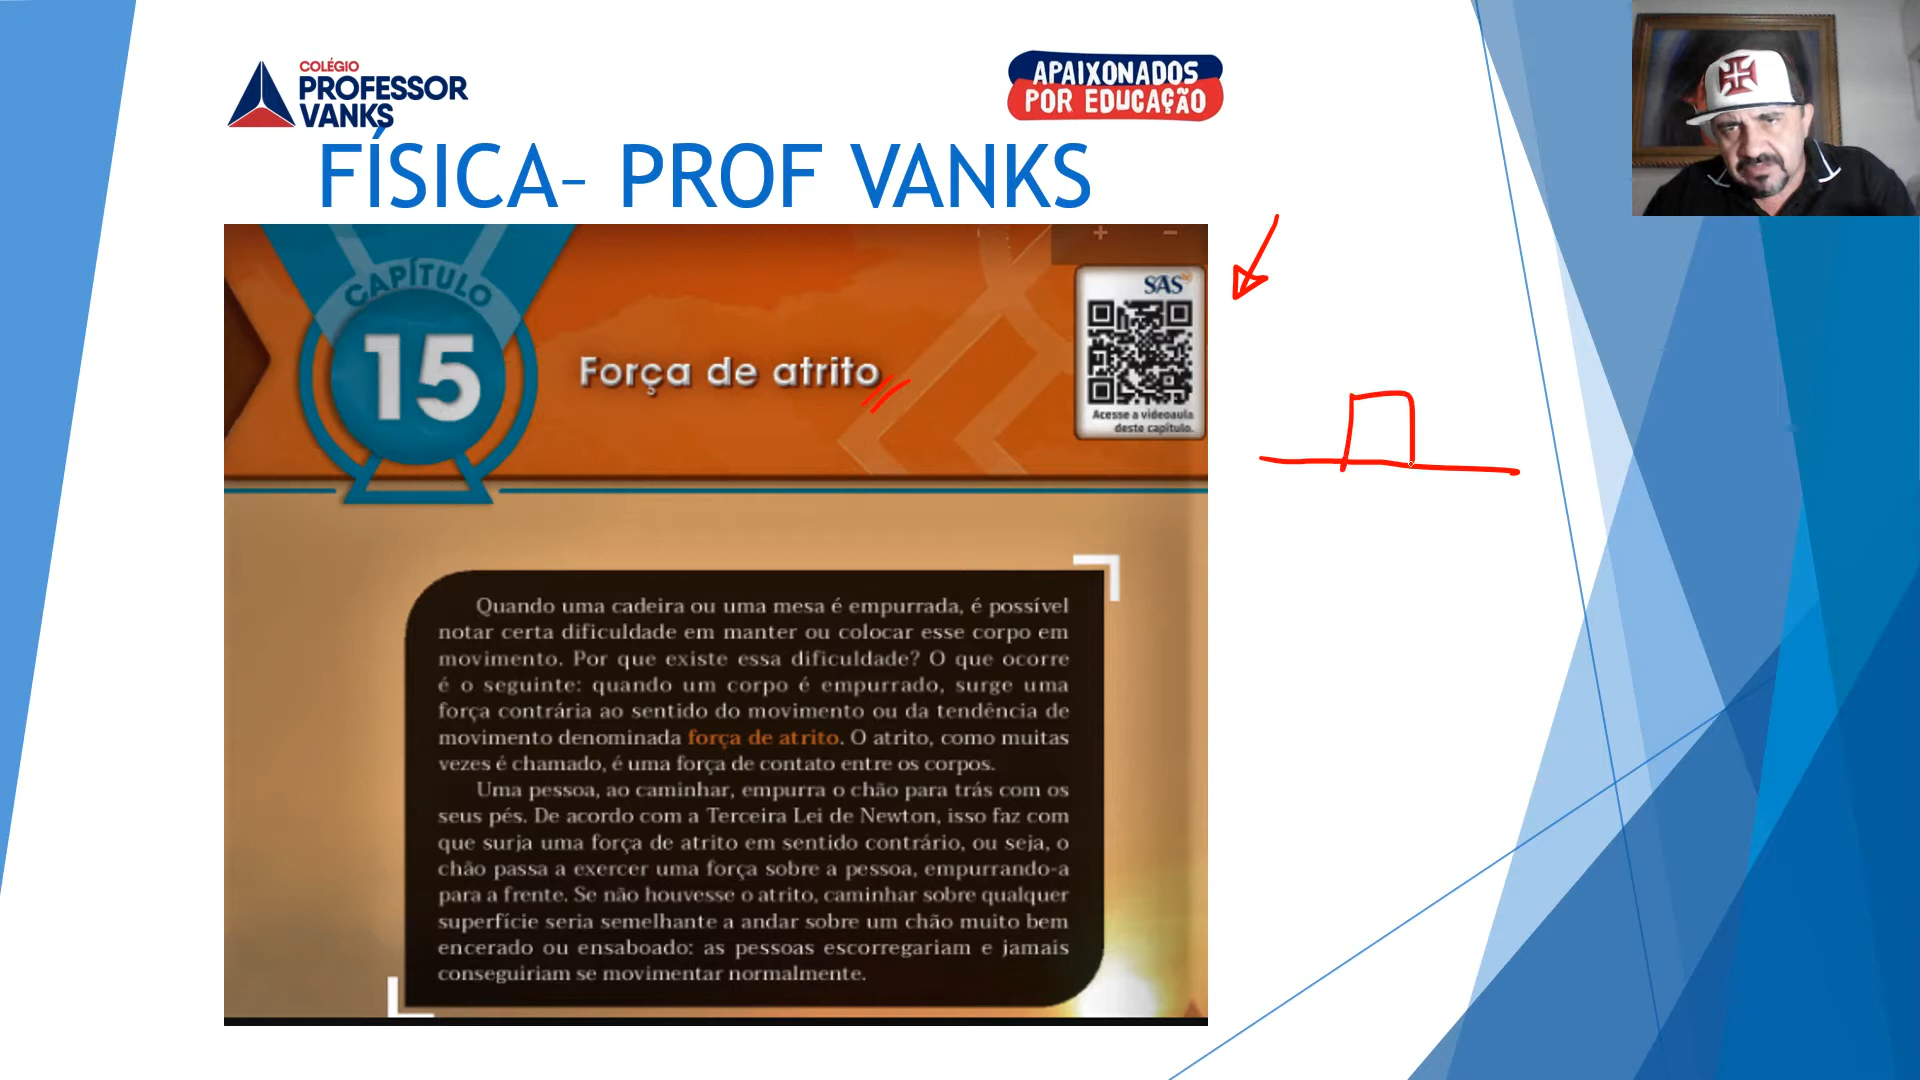 COLÉGIO
PROFESSOR
VANKS
APAIXONADOS
POR EDUCAÇÃO
FÍSICA– PROF VANKS
CAPÍTULO
15
Força de atrito
+ −
SAS
Acesse a videoaula
deste capítulo.
Quando uma cadeira ou uma mesa é empurrada, é possível
notar certa dificuldade em manter ou colocar esse corpo em
movimento. Por que existe essa dificuldade? O que ocorre
é o seguinte: quando um corpo é empurrado, surge uma
força contrária ao sentido do movimento ou da tendência de
movimento denominada força de atrito. O atrito, como muitas
vezes é chamado, é uma força de contato entre os corpos.
Uma pessoa, ao caminhar, empurra o chão para trás com os
seus pés. De acordo com a Terceira Lei de Newton, isso faz com
que surja uma força de atrito em sentido contrário, ou seja, o
chão passa a exercer uma força sobre a pessoa, empurrando-a
para a frente. Se não houvesse o atrito, caminhar sobre qualquer
superfície seria semelhante a andar sobre um chão muito bem
encerado ou ensaboado: as pessoas escorregariam e jamais
conseguiriam se movimentar normalmente.